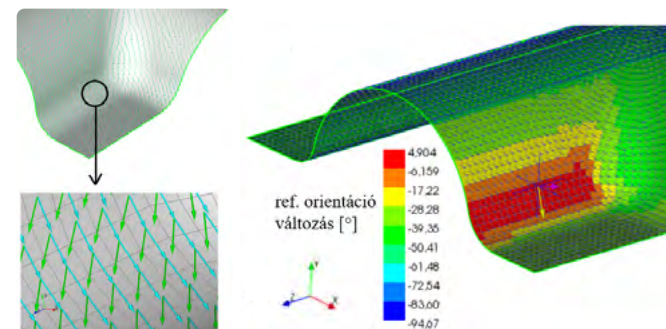 ref. orientáció
változás [°]
4.904
-6.159
-17.22
-28.28
-39.35
-50.41
-61.48
-72.54
-83.60
-94.67
Y
Z
X